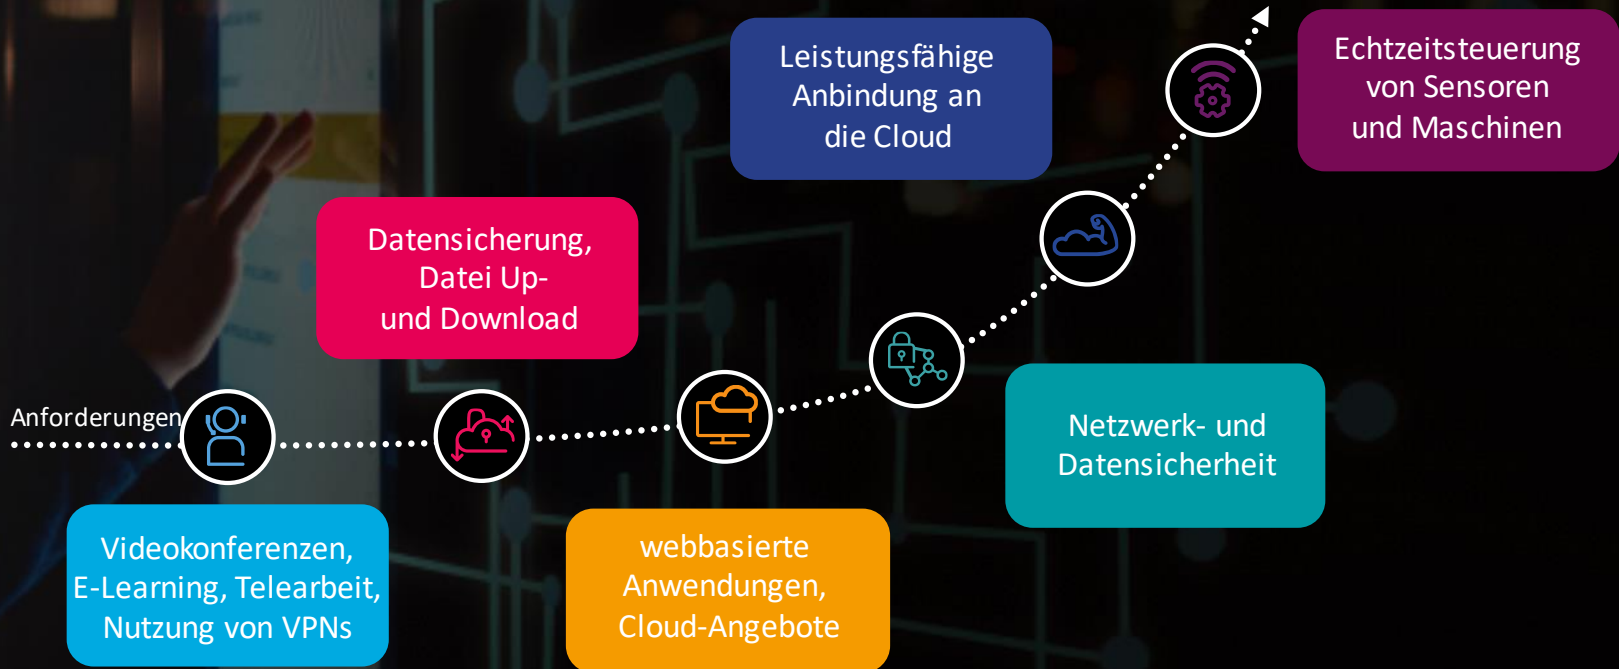 Anforderungen
Videokonferenzen,
E-Learning, Telearbeit,
Nutzung von VPNs
Datensicherung,
Datei Up-
und Download
webbasierte
Anwendungen,
Cloud-Angebote
Netzwerk- und
Datensicherheit
Leistungsfähige
Anbindung an
die Cloud
Echtzeitsteuerung
von Sensoren
und Maschinen